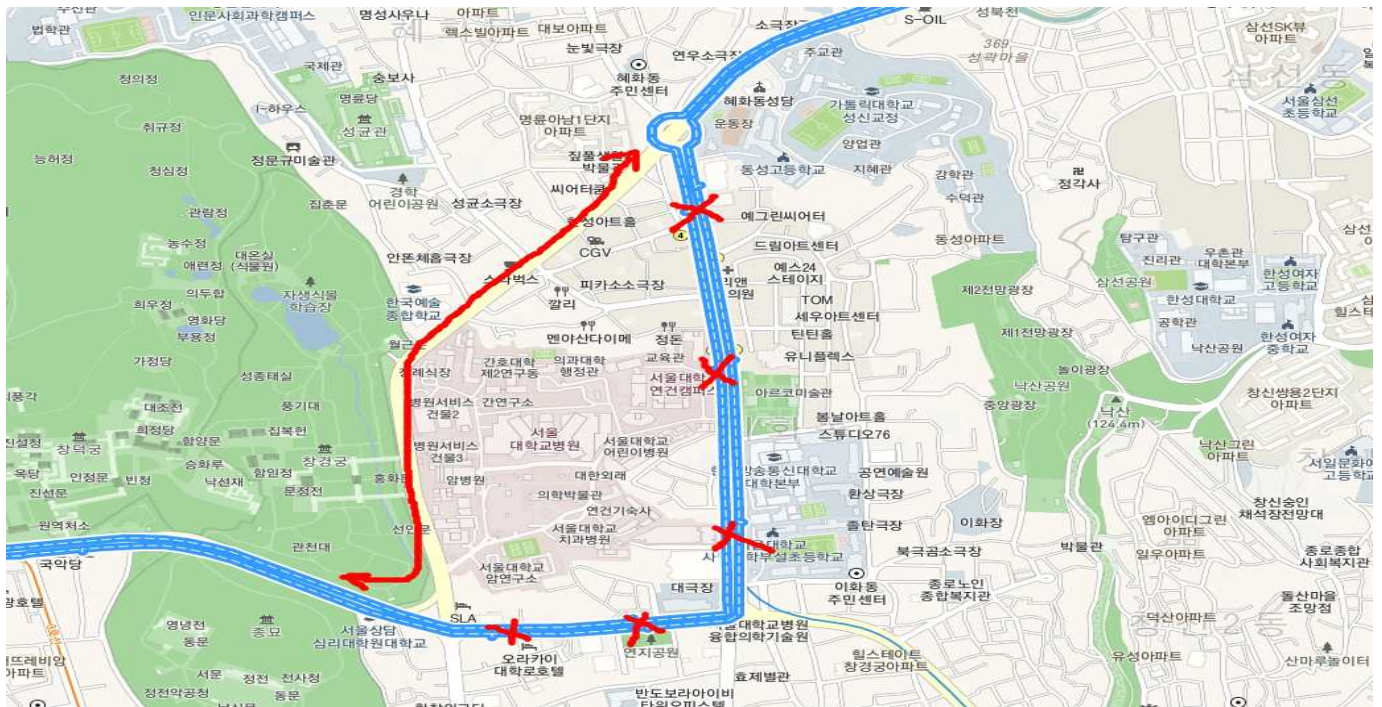 인문사회과학캠퍼스
명성사우나
아파트
렉스빌아파트
대보아파트
소극장
S-OIL
성북천
삼선SK뷰
아파트
법학관
눈빛극장
연우소극장
주교관
369
성곽마을
삼선동
국제관
청의정
숭보사
혜화동
주민센터
혜화동성당
가톨릭대학교
성신교정
서울삼선
초등학교
I-하우스
명륜당
성균관
취규정
운동장
명륜아남1단지
아파트
양업관
능허정
정문규미술관
청심정
짚풀생활
박물관
동성고등학교
지혜관
강학관
수덕관
정각사
경학
어린이공원
집춘문
씨어터쿰
성균소극장
관람정
예그린씨어터
농수정
대온실
(식물원)
애련정
4
CGV
드림아트센터
동성아파트
탐구관
진리관
우촌관
대학본부
한성여자
고등학교
안똔체홉극장
스타벅스
예스24
스테이지
삼선공원
의두합
자생식물
학습장
피카소소극장
제2전망광장
한성대학교
희우정
영화당
부용정
한국예술
종합학교
깔리
TOM
세우아트센터
공학관
멘야산다이메
정돈
틴틴홀
제1전망광장
한성여자
중학교
월근문
가정당
장례식장
간호대학
제2연구동
의과대학
행정관
교육관
유니플렉스
낙산공원
놀이광장
성종태실
서울대학교
연건캠퍼스
아르코미술관
낙산공원
창신쌍용2단지
아파트
풍기대
병원서비스
건물2
간연구소
중앙광장
낙산
(124.4m)
대조전
희정당
집복헌
서울
대학교병원
봄날아트홀
스튜디오76
함양문
병원서비스
건물3
서울대학교
어린이병원
낙산그린
아파트
창덕궁
승화루
창경궁
옥당
인정문
빈청
낙선재
함인정
문정전
홍화문
암병원
대한외래
방송통신대학교
대학본부
공연예술원
진선문
의학박물관
환상극장
창신숭인
채석장전망대
원역처소
연건기숙사
선인문
서울대학교
치과병원
졸탄극장
이화장
엠아이디그린
아파트
관천대
북극곰소극장
박물관
일우아파트
종로종합
사회복지관
국악당
서울대학교
암연구소
대극장
이화동
주민센터
종로노인
종합복지관
돌산마을
조망점
SLA
영녕전
동문
종묘
서울상담
심리대학원대학교
융합의학기술원
덕산아파트
창신2동
오라카이
대학로호텔
연지공원
힐스테이트
창경궁아파트
유성아파트
산마루놀이터
서문
정전
전사청
동문
정전악공청
반도보라아이비
타워오피스텔
효제별관